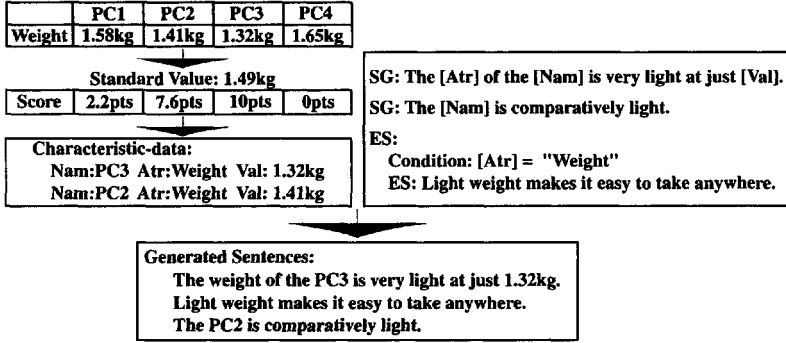 PC1 PC2 PC3 PC4
Weight 1.58kg 1.41kg 1.32kg 1.65kg
Standard Value: 1.49kg
Score 2.2pts 7.6pts 10pts 0pts
Characteristic-data:
Nam:PC3 Atr:Weight Val: 1.32kg
Nam:PC2 Atr:Weight Val: 1.41kg
SG: The [Atr] of the [Nam] is very light at just [Val].
SG: The [Nam] is comparatively light.
ES:
Condition: [Atr] = "Weight"
ES: Light weight makes it easy to take anywhere.
Generated Sentences:
The weight of the PC3 is very light at just 1.32kg.
Light weight makes it easy to take anywhere.
The PC2 is comparatively light.